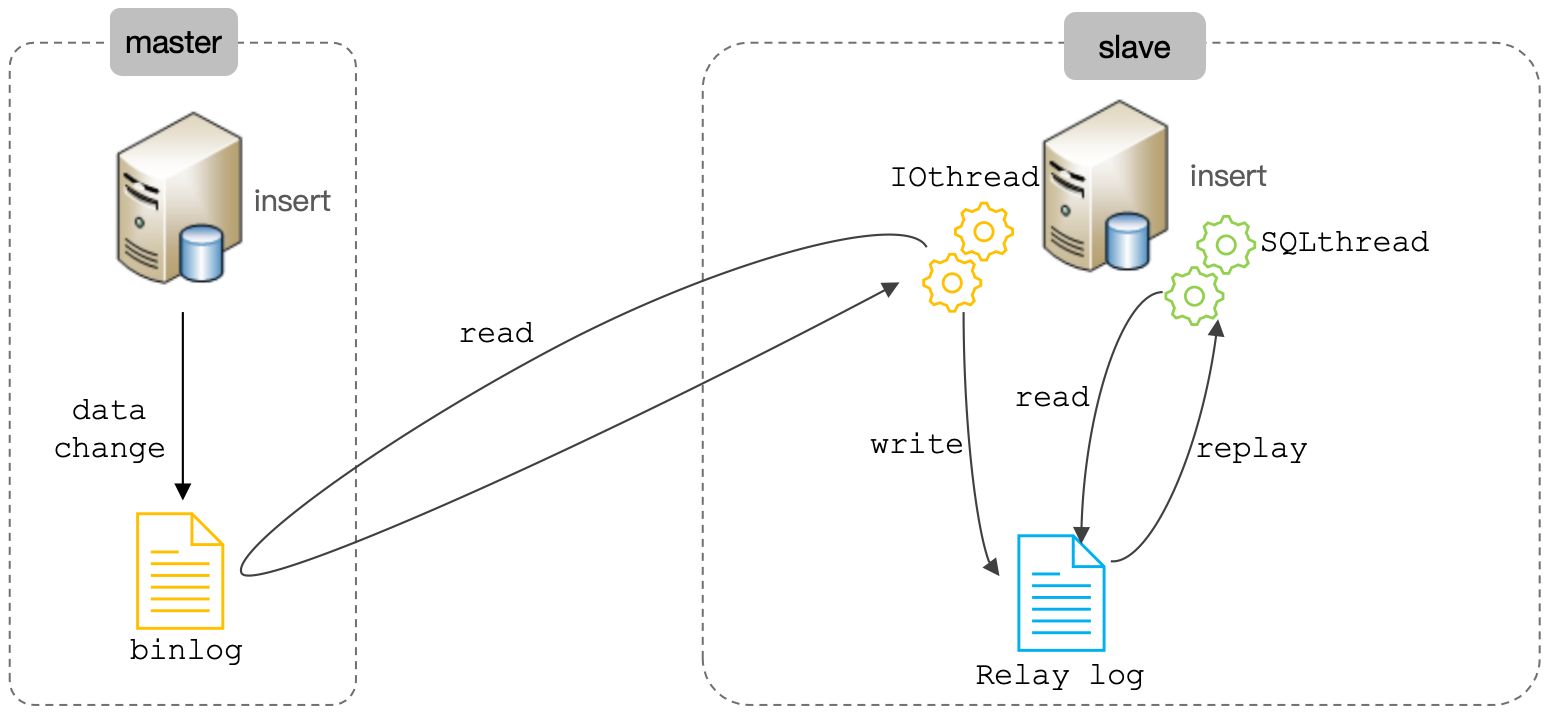 master
insert
data
change
binlog
read
slave
IOthread
insert
SQLthread
write
read
replay
Relay log